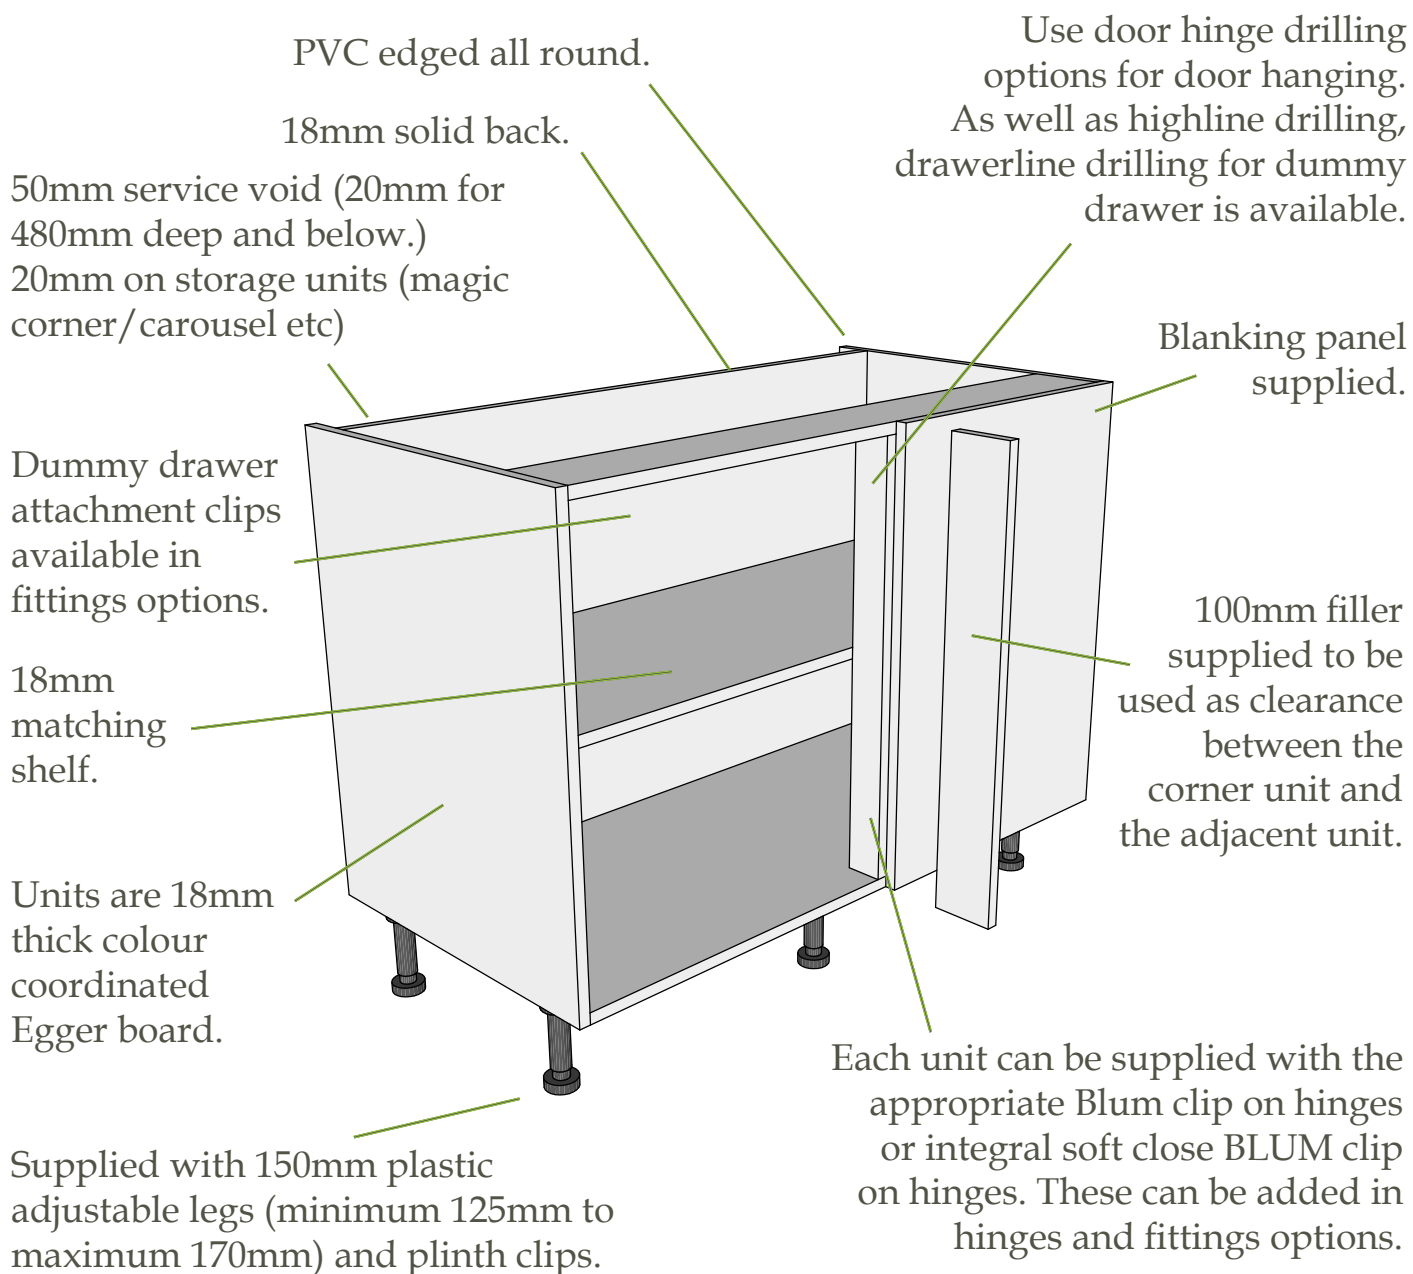 PVC edged all round.
18mm solid back.
50mm service void (20mm for
480mm deep and below.)
20mm on storage units (magic
corner/carousel etc)
Use door hinge drilling
options for door hanging.
As well as highline drilling,
drawerline drilling for dummy
drawer is available.
Blanking panel
supplied.
Dummy drawer
attachment clips
available in
fittings options.
18mm
matching
shelf.
100mm filler
supplied to be
used as clearance
between the
corner unit and
the adjacent unit.
Units are 18mm
thick colour
coordinated
Egger board.
Each unit can be supplied with the
appropriate Blum clip on hinges
or integral soft close BLUM clip
on hinges. These can be added in
hinges and fittings options.
Supplied with 150mm plastic
adjustable legs (minimum 125mm to
maximum 170mm) and plinth clips.